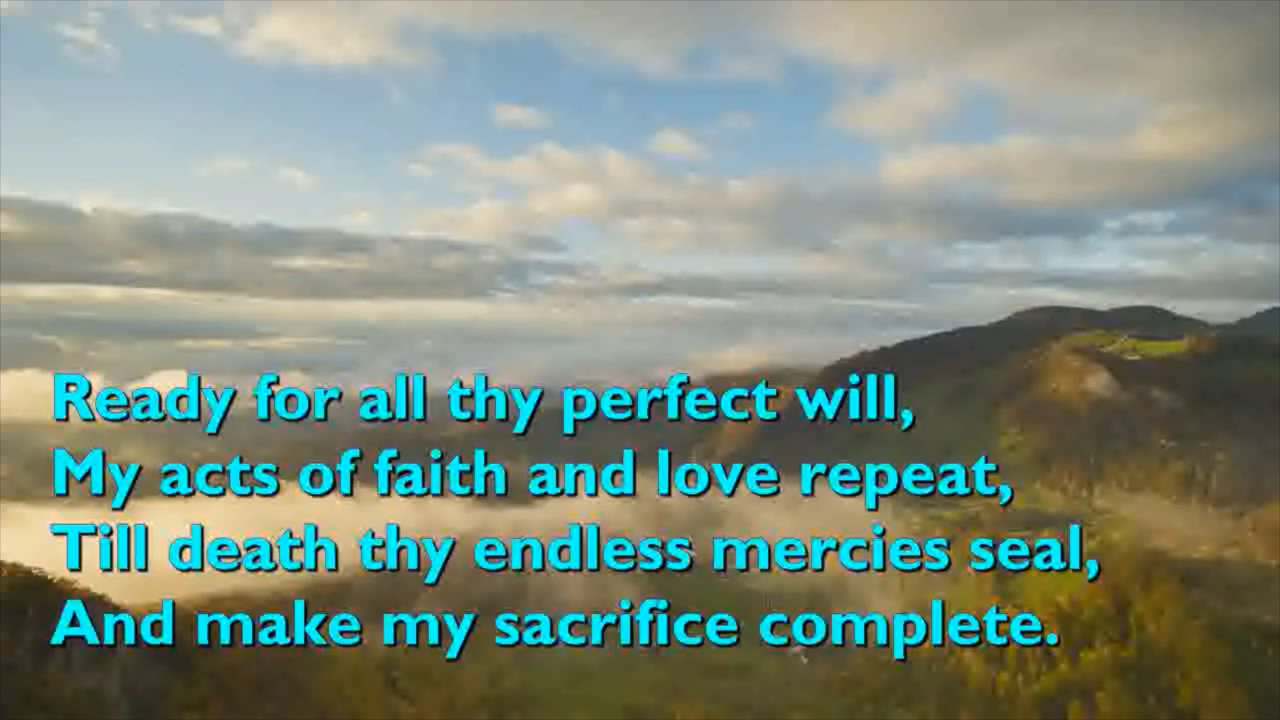 Ready for all thy perfect will,
My acts of faith and love repeat,
Till death thy endless mercies seal,
And make my sacrifice complete.